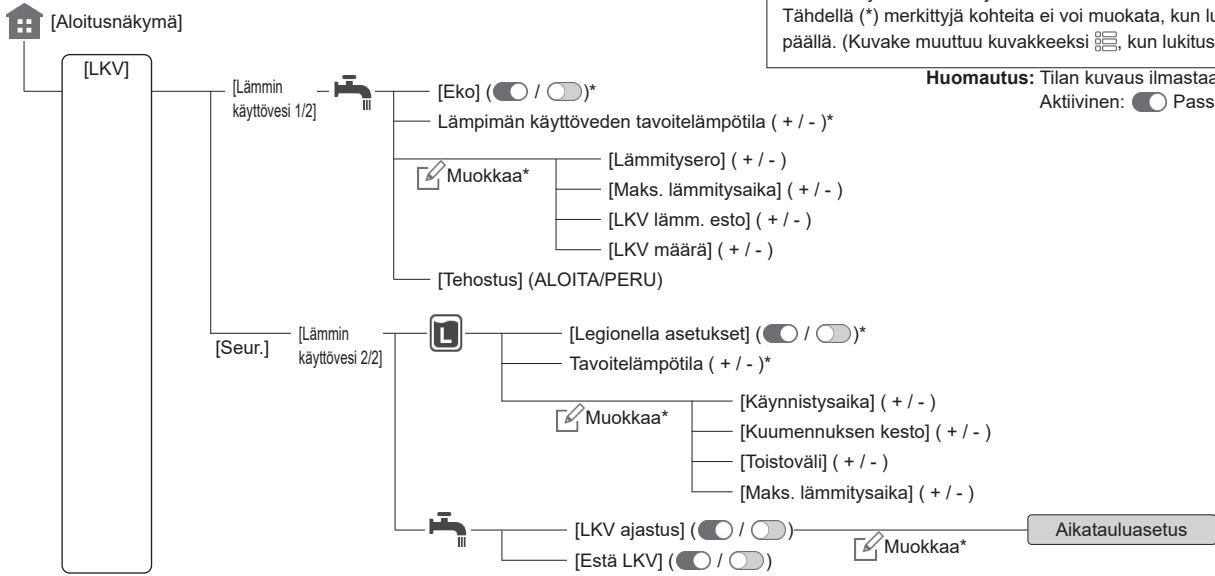 [Aloitusnäkymä]
Tähdellä (*) merkittyjä kohteita ei voi muokata, kun
päällä. (Kuvake muuttuu kuvakkeeksi , kun lukitus
Huomautus: Tilan kuvaus
Aktiivinen:
[LKV]
[Lämmin
käyttövesi 1/2]
[Eko] ( / )*
Lämpimän käyttöveden tavoitelämpötila ( + / - )*
Muokkaa*
[Lämmitysero] ( + / - )
[Maks. lämmitysaika] ( + / - )
[LKV lämm. esto] ( + / - )
[LKV määrä] ( + / - )
[Tehostus] (ALOITA/PERU)
[Seur.]
[Lämmin
käyttövesi 2/2]
L
[Legionella asetukset] ( / )*
Tavoitelämpötila ( + / - )*
Muokkaa*
[Käynnistysaika] ( + / - )
[Kuumennuksen kesto] ( + / - )
[Toistoväli] ( + / - )
[Maks. lämmitysaika] ( + / - )
[LKV ajastus] ( / )
Muokkaa*
Aikatauluasetus
[Estä LKV] ( / )